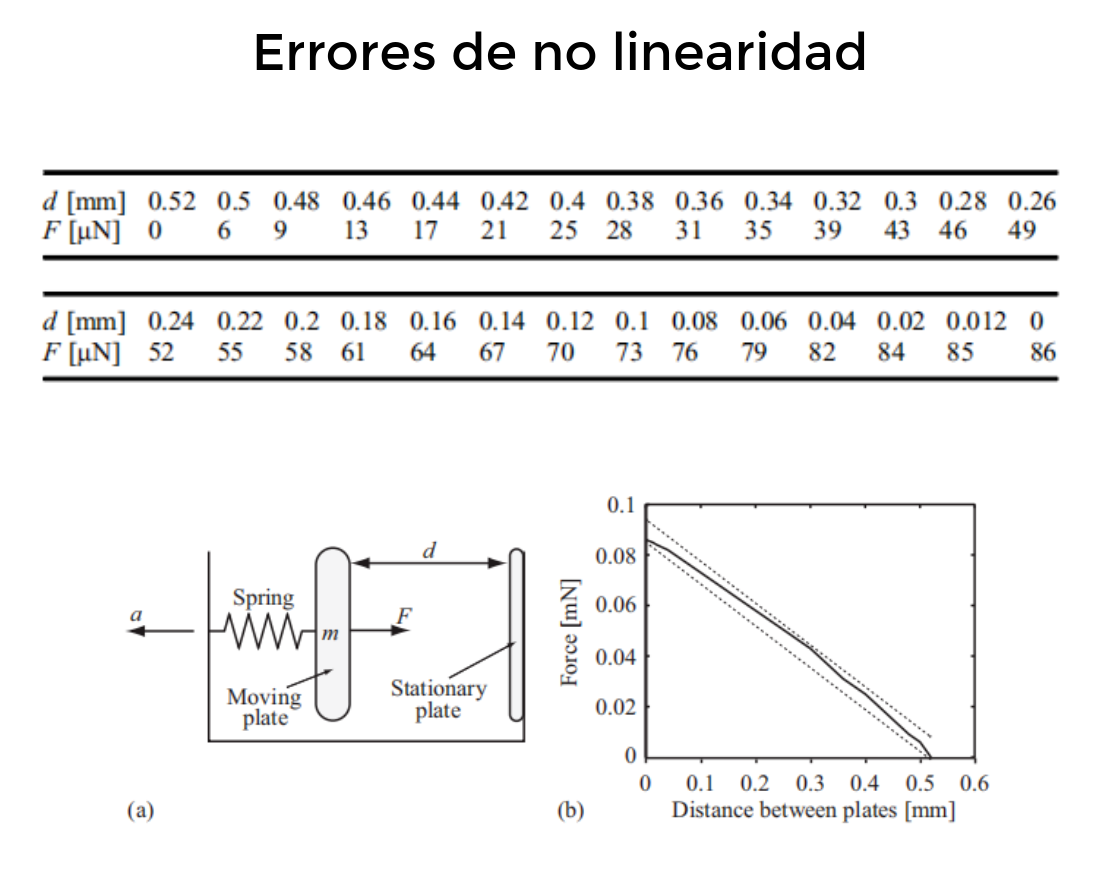 Errores de no linearidad
d [mm] 0.52 0.5 0.48 0.46 0.44 0.42 0.4 0.38 0.36 0.34 0.32 0.3 0.28 0.26
F [μN] 0 6 9 13 17 21 25 28 31 35 39 43 46 49
d [mm] 0.24 0.22 0.2 0.18 0.16 0.14 0.12 0.1 0.08 0.06 0.04 0.02 0.012 0
F [μN] 52 55 58 61 64 67 70 73 76 79 82 84 85 86
a
Spring
m
d
F
Moving
plate
Stationary
plate
(a)
Force [mN]
0.1
0.08
0.06
0.04
0.02
0
0 0.1 0.2 0.3 0.4 0.5 0.6
Distance between plates [mm]
(b)